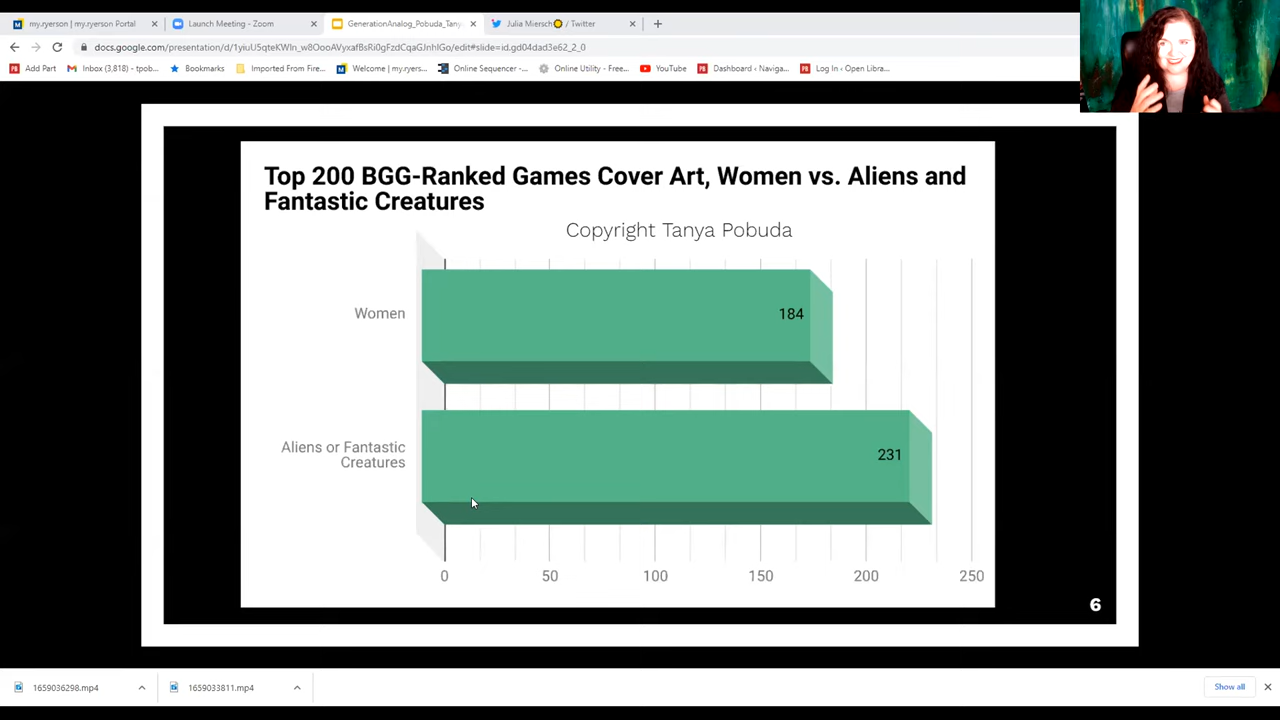 my.ryerson | my.ryerson Portal
Launch Meeting - Zoom
GenerationAnalog_Pobuda_Tany
Julia Miersch / Twitter
docs.google.com/presentation/d/1yiuU5qteKWIn_w8OooAVyxafBsRi0gFzdCqaGJnhIGo/edit#slide=id.gd04dad3e62_2_0
Add Part
Inbox (3,818) - tpob...
Bookmarks
Imported From Fire...
Welcome | my.ryers...
Online Sequencer -...
Online Utility - Free...
YouTube
Dashboard ‹ Naviga...
Log In ‹ Open Libra...
Top 200 BGG-Ranked Games Cover Art, Women vs. Aliens and
Fantastic Creatures
Copyright Tanya Pobuda
Women
184
Aliens or Fantastic
Creatures
231
0 50 100 150 200 250
6
1659036298.mp4
1659033811.mp4
Show all